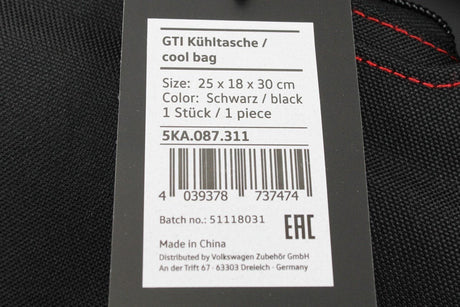 GTI Kühltasche /
cool bag
Size: 25 x 18 x 30 cm
Color: Schwarz / black
1 Stück / 1 piece
5KA.087.311
4 039378 737474
Batch no.: 51118031
EAC
Made in China
Distributed by Volkswagen Zubehör GmbH
An der Trift 67 · 63303 Dreieich - Germany